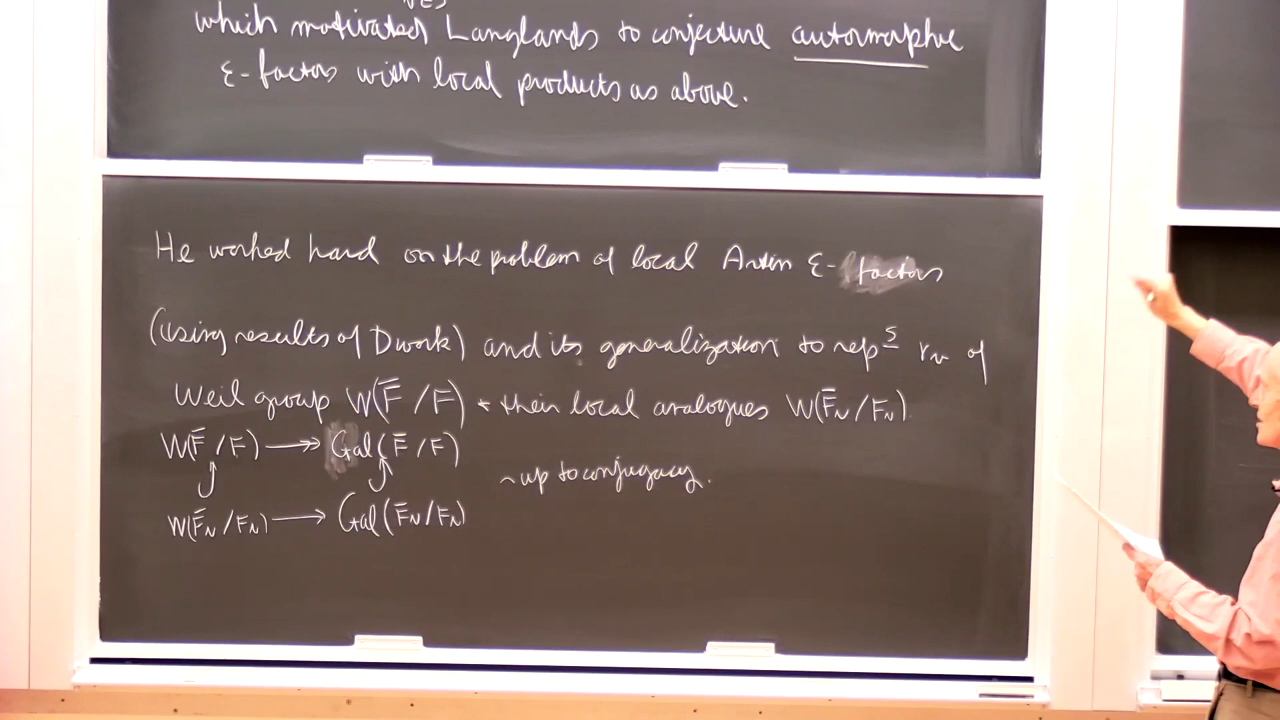 which motivated Langlands to conjecture automorphic
ε-factors with local products as above.
He worked hard on the problem of local Artin ε-factors
(using results of Dwork) and its generalization to repˢ rᵥ of
Weil group W(F̄/F) + their local analogues W(F̄ᵥ/Fᵥ).
W(F̄/F) ↠ Gal(F̄/F)
~up to conjugacy.
W(F̄ᵥ/Fᵥ) → Gal(F̄ᵥ/Fᵥ)